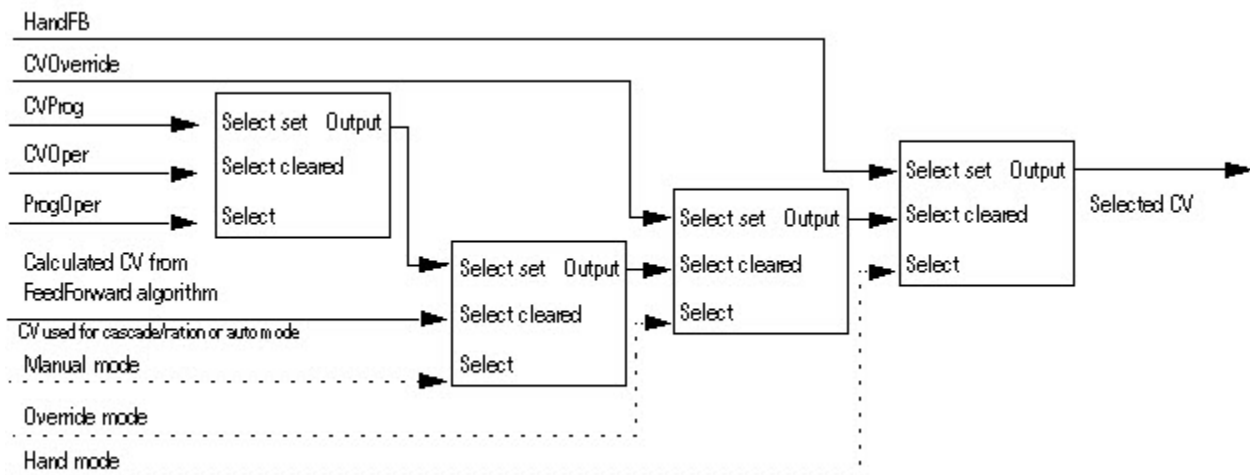 HandFB
CVOverride
CVProg
CVOper
ProgOper
Select set Output
Select cleared
Select
Calculated CV from
FeedForward algorithm
CV used for cascade/ration or auto mode
Manual mode
Override mode
Hand mode
Select set Output
Select cleared
Select
Select set Output
Select cleared
Select
Select set Output
Select cleared
Select
Selected CV